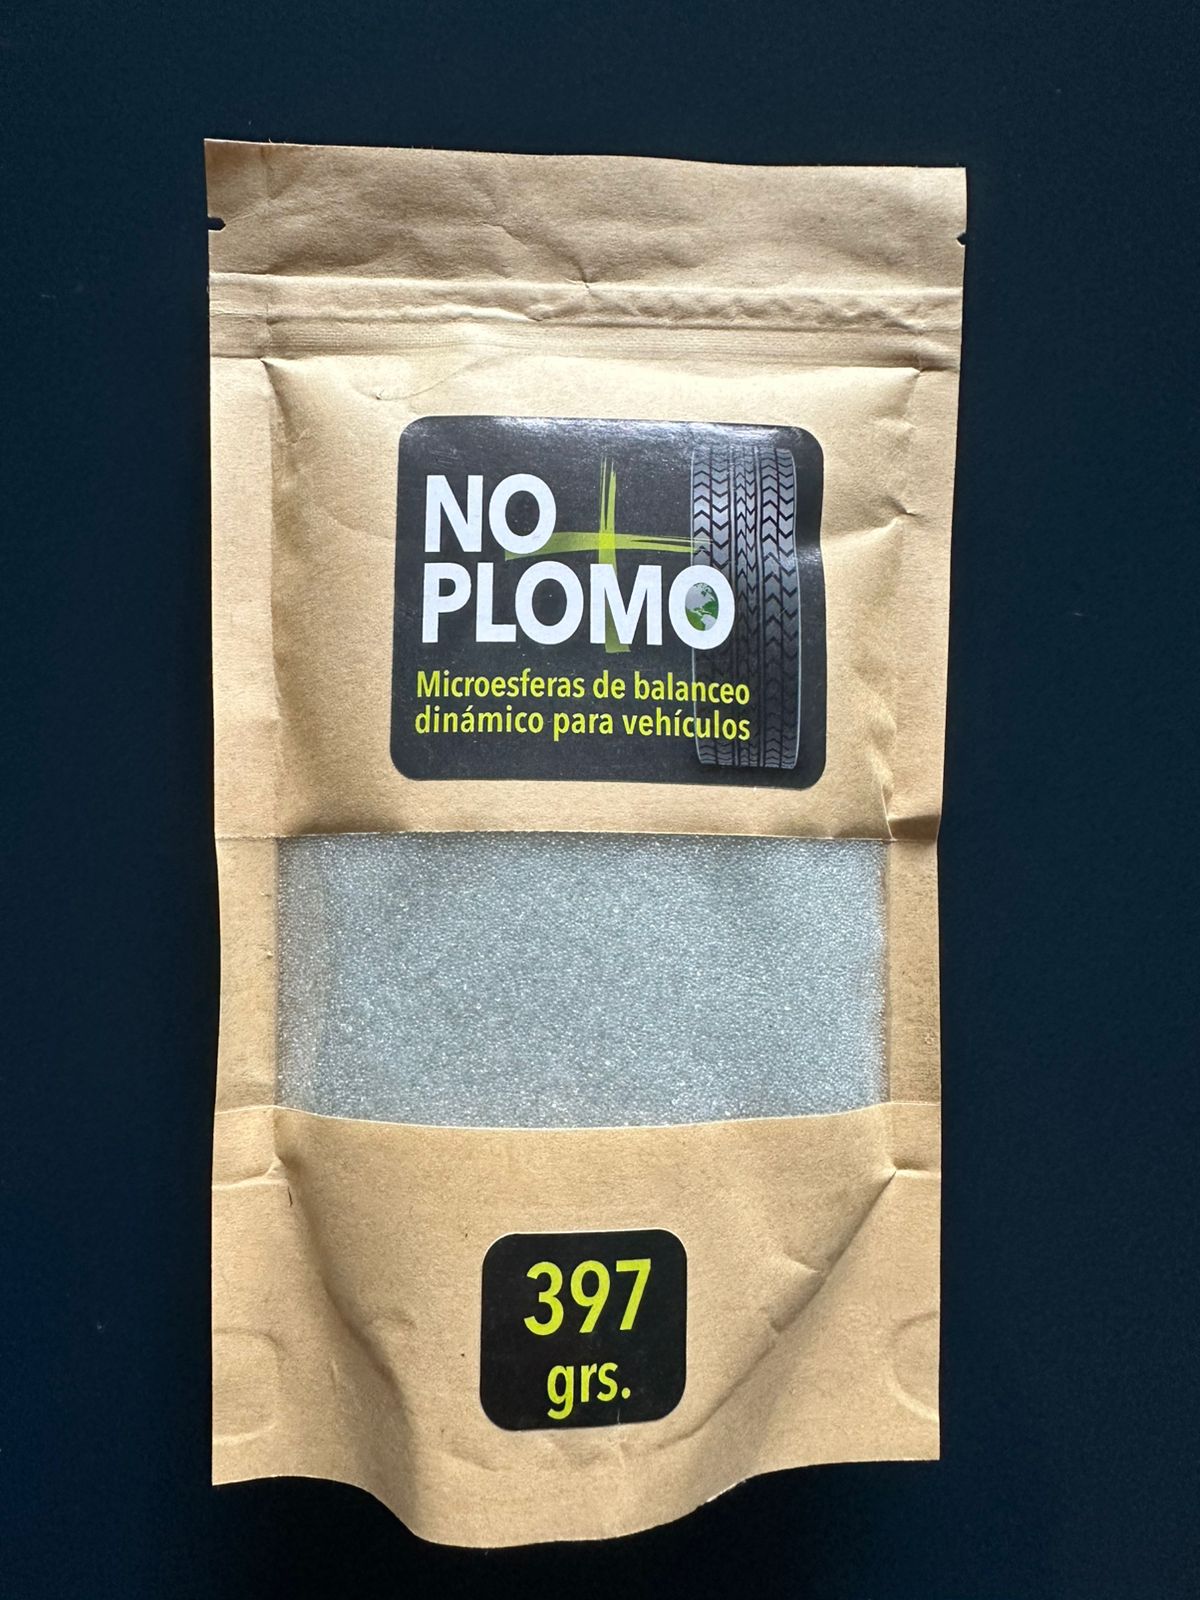 NO
PLOMO
Microesferas de balanceo
dinámico para vehículos
397
grs.